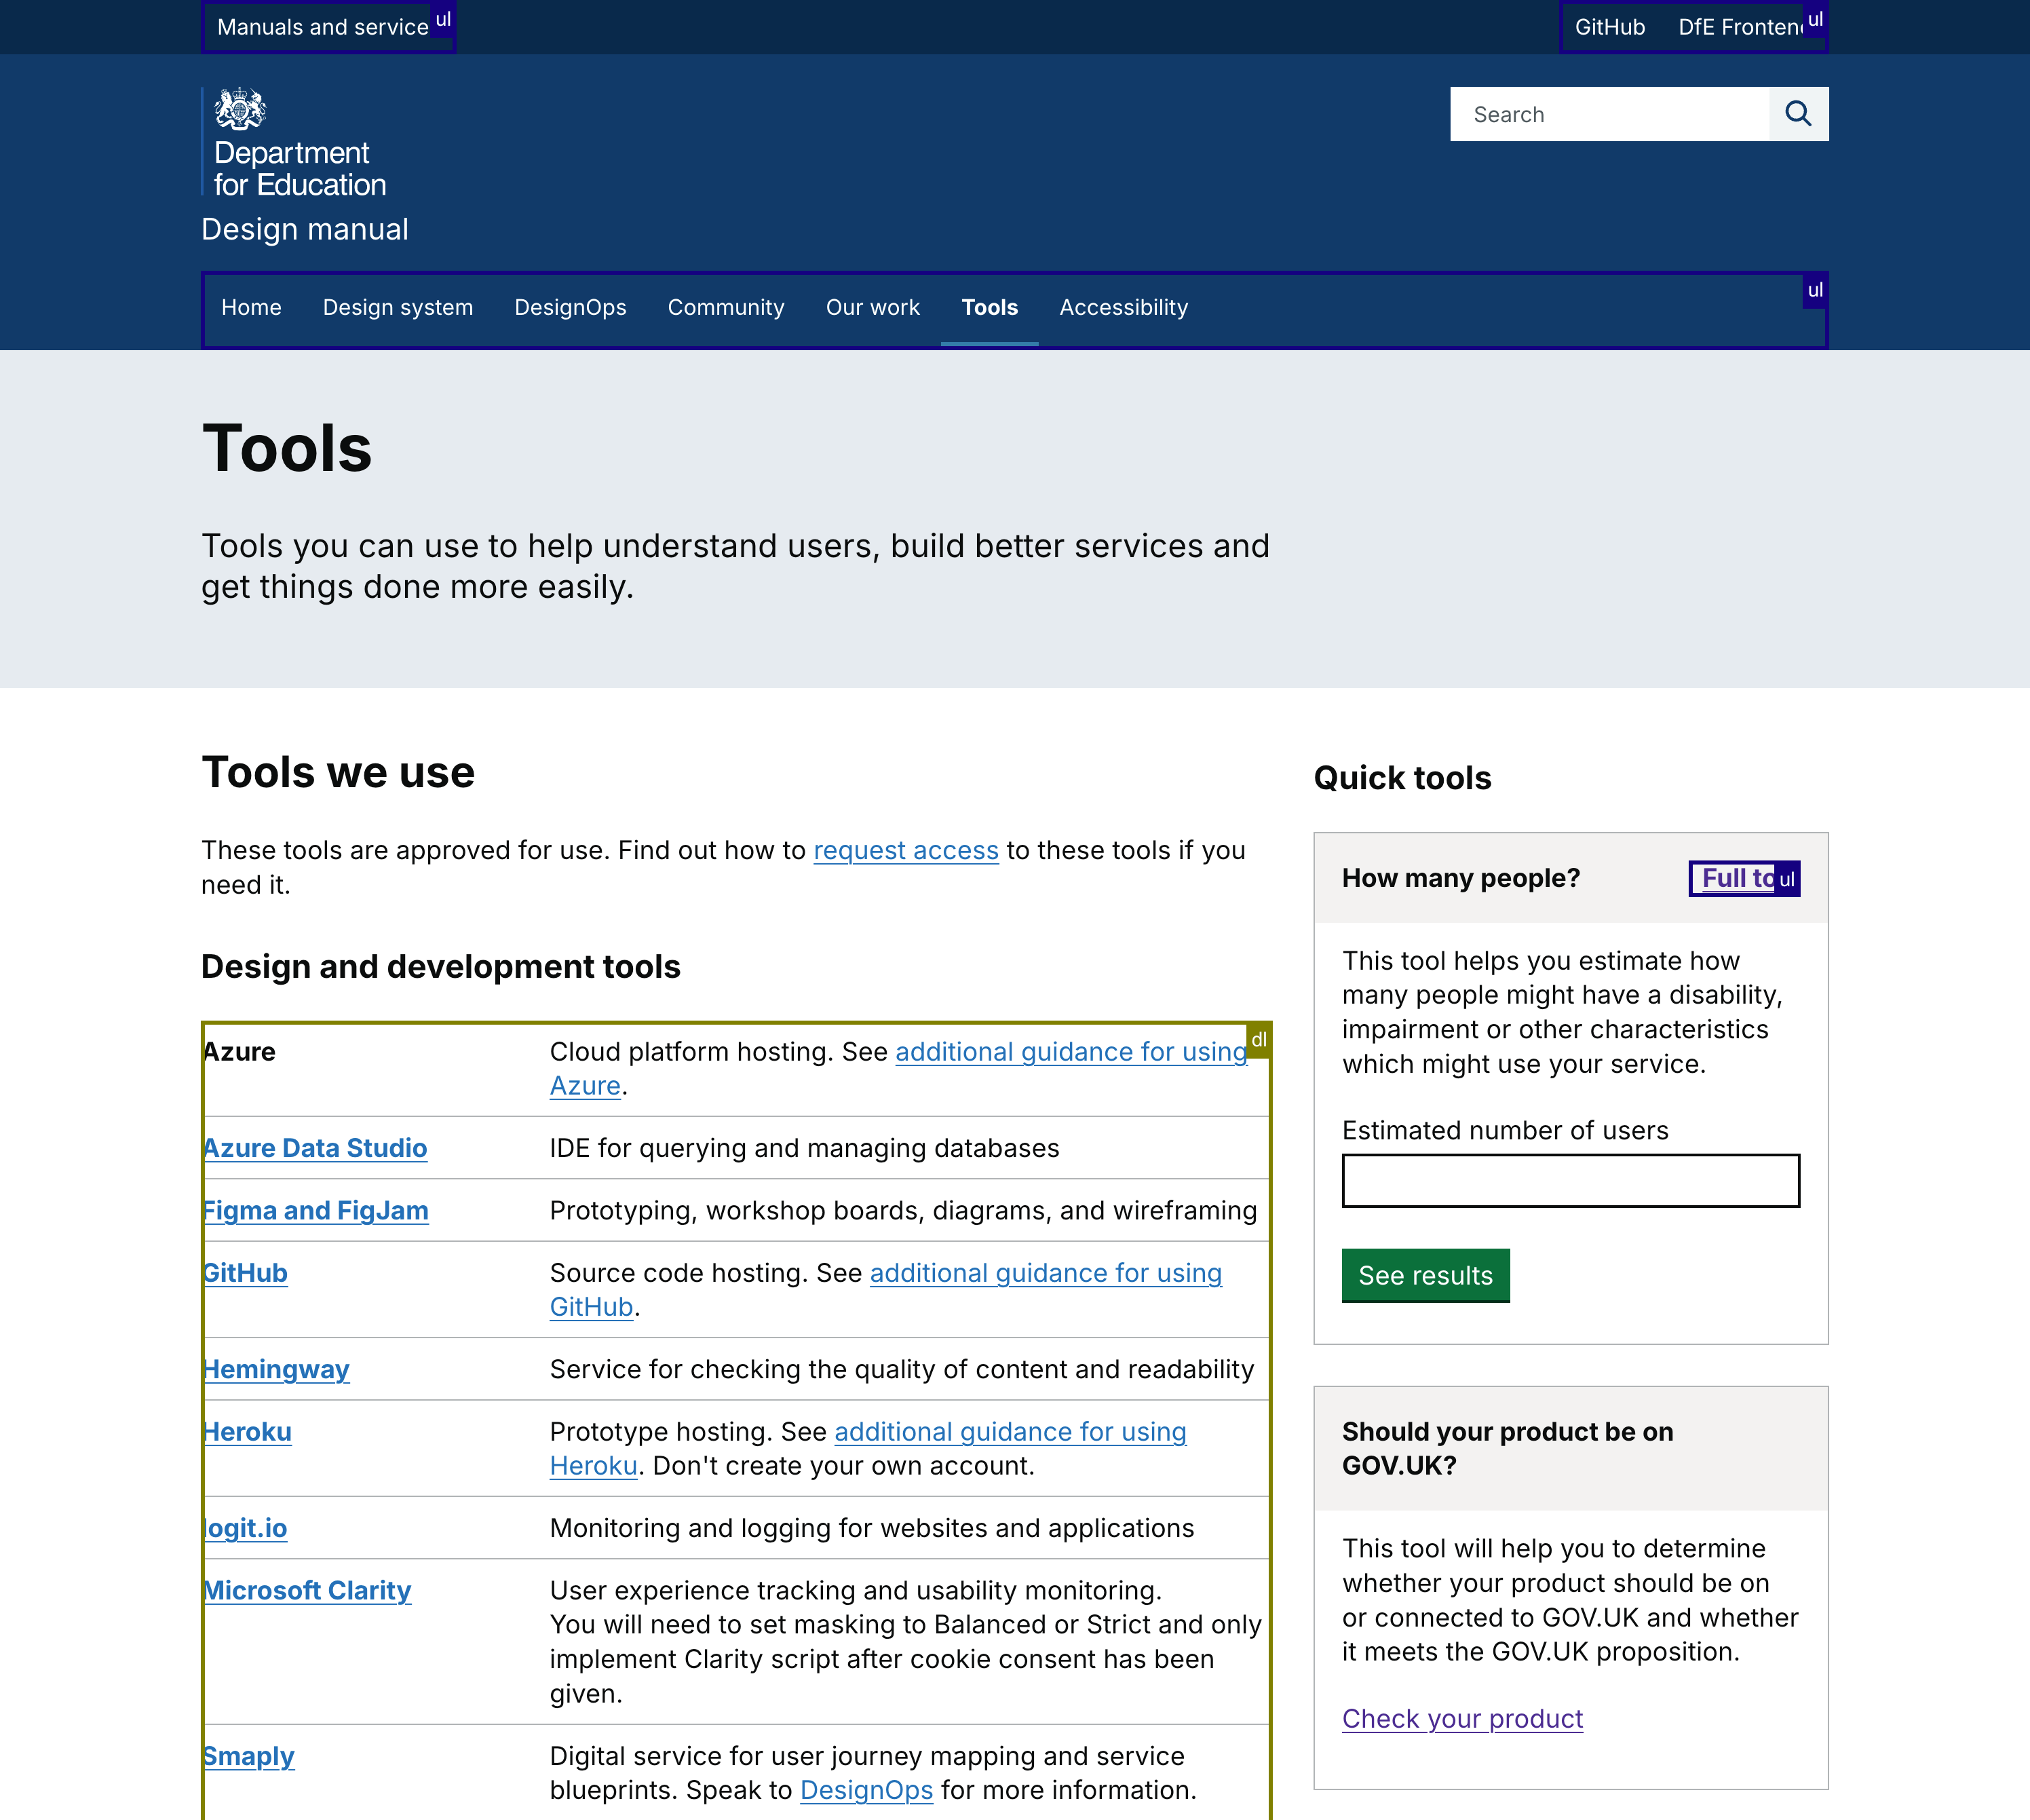 Manuals and service ul
GitHub DfE Frontend ul
Department
for Education
Design manual
Search
Home Design system DesignOps Community Our work Tools Accessibility ul
Tools
Tools you can use to help understand users, build better services and
get things done more easily.
Tools we use
These tools are approved for use. Find out how to request access to these tools if you
need it.
Design and development tools
dl
Azure Cloud platform hosting. See additional guidance for using
Azure.
Azure Data Studio IDE for querying and managing databases
Figma and FigJam Prototyping, workshop boards, diagrams, and wireframing
GitHub Source code hosting. See additional guidance for using
GitHub.
Hemingway Service for checking the quality of content and readability
Heroku Prototype hosting. See additional guidance for using
Heroku. Don't create your own account.
logit.io Monitoring and logging for websites and applications
Microsoft Clarity User experience tracking and usability monitoring.
You will need to set masking to Balanced or Strict and only
implement Clarity script after cookie consent has been
given.
Smaply Digital service for user journey mapping and service
blueprints. Speak to DesignOps for more information.
Quick tools
How many people? Full to ul
This tool helps you estimate how
many people might have a disability,
impairment or other characteristics
which might use your service.
Estimated number of users
See results
Should your product be on
GOV.UK?
This tool will help you to determine
whether your product should be on
or connected to GOV.UK and whether
it meets the GOV.UK proposition.
Check your product